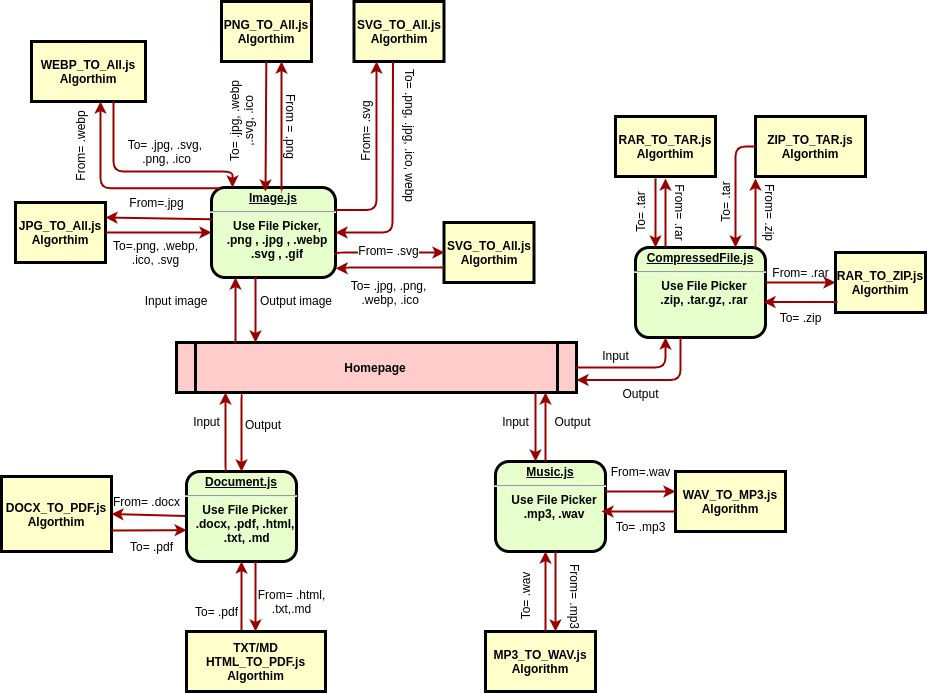 PNG_TO_All.js
Algorthim
SVG_TO_All.js
Algorthim
WEBP_TO_All.js
Algorthim
From= .webp
To= .jpg, .svg,
.png, .ico
To= .jpg, .webp
,.svg, .ico
From = .png
From= .svg
To= .png, .jpg, .ico, webp
RAR_TO_TAR.js
Algorithm
ZIP_TO_TAR.js
Algorithm
To= .tar
From= .rar
To= .tar
From= .zip
JPG_TO_All.js
Algorthim
From=.jpg
To=.png, .webp,
.ico, .svg
Image.js
Use File Picker,
.png , .jpg , .webp
.svg , .gif
From= .svg
SVG_TO_All.js
Algorithm
To= .jpg, .png,
.webp, .ico
CompressedFile.js
Use File Picker
.zip, .tar.gz, .rar
From= .rar
To= .zip
RAR_TO_ZIP.js
Algorithm
Input image
Output image
Homepage
Input
Output
Input
Output
Input
Output
DOCX_TO_PDF.js
Algorthim
From= .docx
To= .pdf
Document.js
Use File Picker
.docx, .pdf, .html,
.txt, .md
Music.js
Use File Picker
.mp3, .wav
From=.wav
To= .mp3
WAV_TO_MP3.js
Algorithm
To= .pdf
From= .html,
.txt,.md
TXT/MD
HTML_TO_PDF.js
Algorthim
To= .wav
From= .mp3
MP3_TO_WAV.js
Algorithm